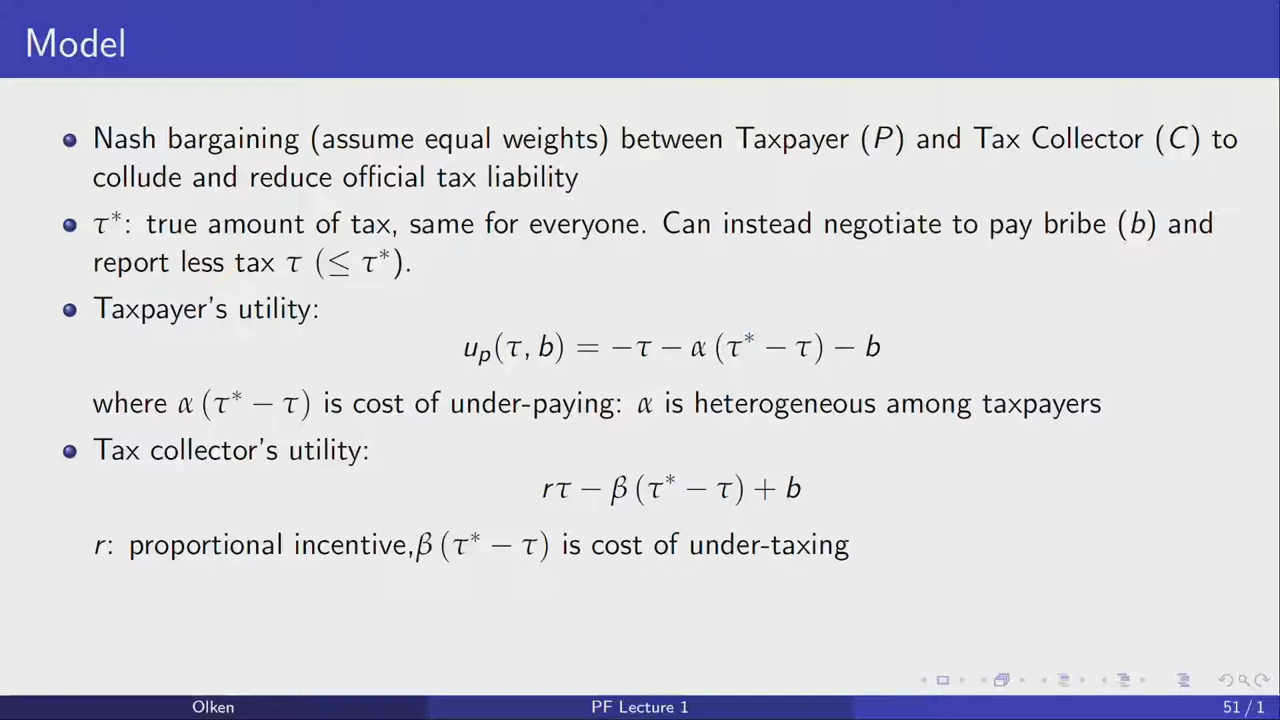 Model
Nash bargaining (assume equal weights) between Taxpayer (P) and Tax Collector (C) to
collude and reduce official tax liability
τ*: true amount of tax, same for everyone. Can instead negotiate to pay bribe (b) and
report less tax τ (≤ τ*).
Taxpayer's utility:
uₚ(τ, b) = −τ − α (τ* − τ) − b
where α (τ* − τ) is cost of under-paying: α is heterogeneous among taxpayers
Tax collector's utility:
rτ − β (τ* − τ) + b
r: proportional incentive,β (τ* − τ) is cost of under-taxing
Olken
PF Lecture 1
51 / 1